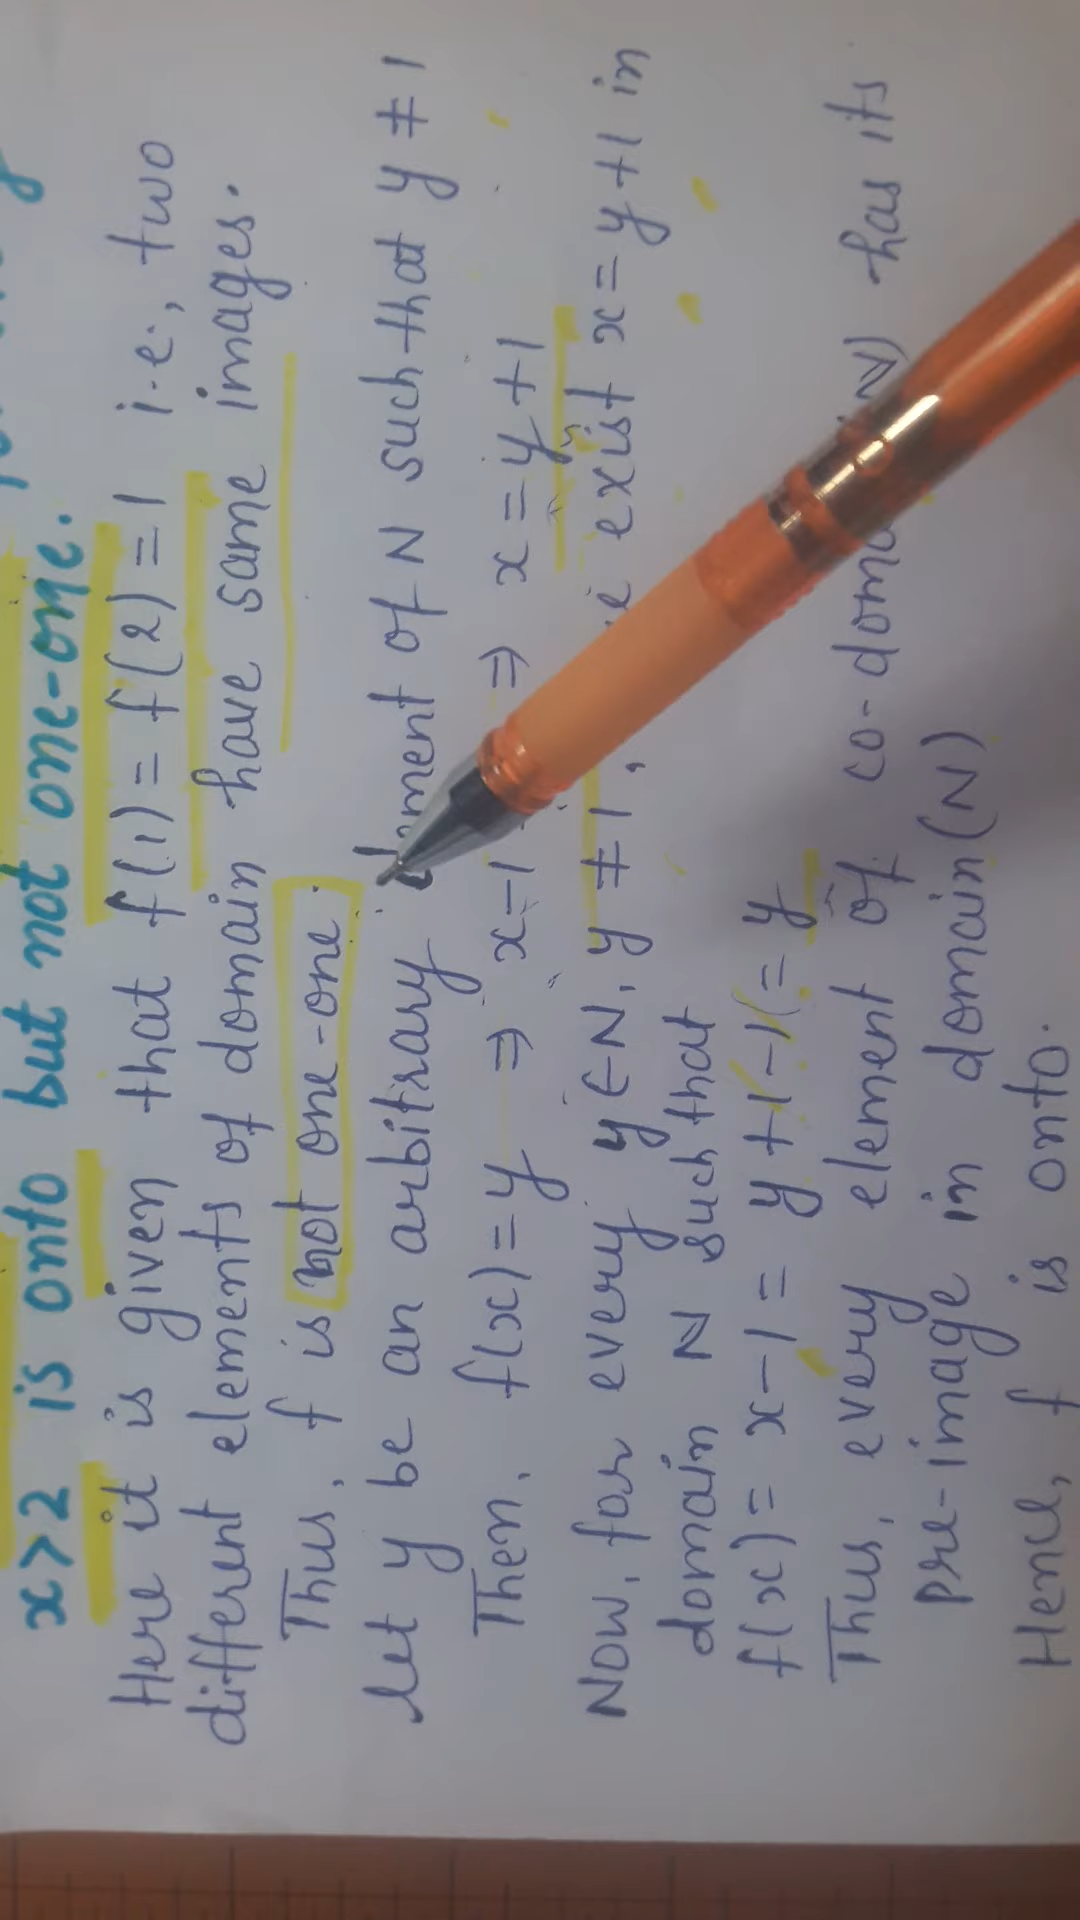 x>2 is onto but not one-one.
Here it is given that f(1) = f(2) = 1 i.e., two
different elements of domain have same images.
Thus, f is not one-one.
Let y be an arbitrary element of N such that y ≠ 1
Then, f(x) = y ⇒ x-1 ⇒ x = y+1
Now, for every y ∈ N, y ≠ 1, exist x = y+1 in
domain N such that
f(x) = x-1 = y+1-1 = y
Thus, every element of co-domain (N) has its
pre-image in domain (N)
Hence, f is onto.